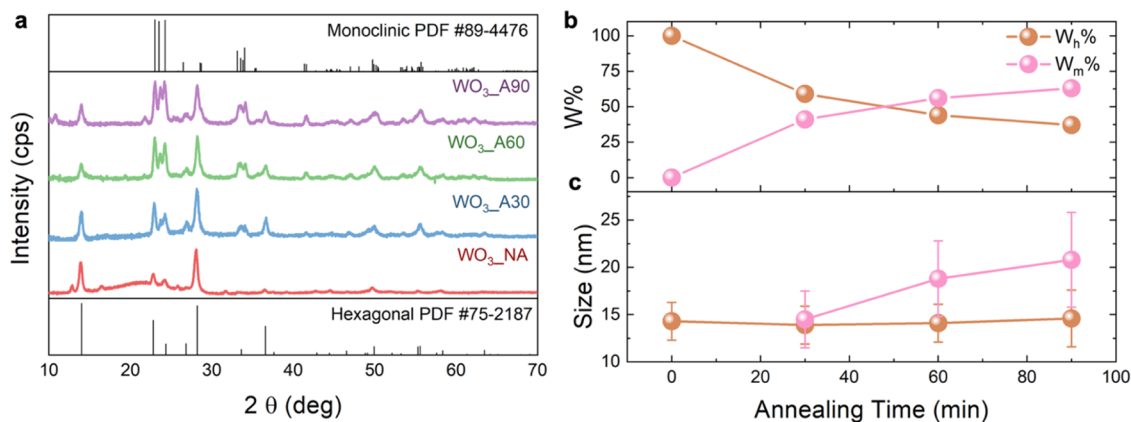 a
Monoclinic PDF #89-4476
WO₃_A90
WO₃_A60
WO₃_A30
WO₃_NA
Hexagonal PDF #75-2187
Intensity (cps)
10 20 30 40 50 60 70
2 θ (deg)
b
100
75
50
25
0
W%
Wₕ%
Wₘ%
c
25
20
15
10
Size (nm)
0 20 40 60 80 100
Annealing Time (min)